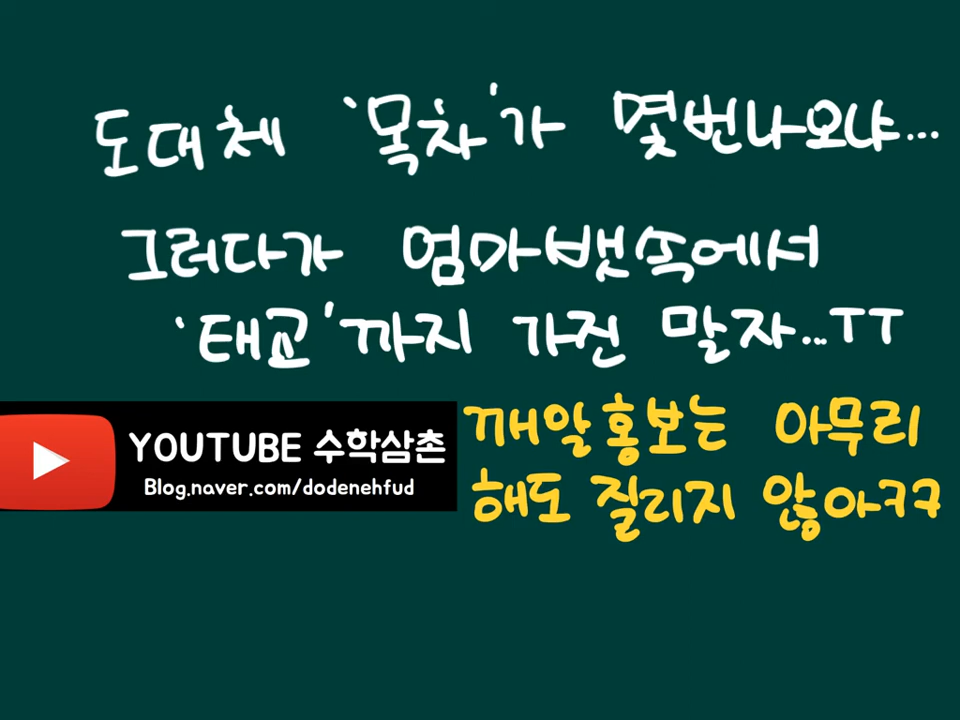 도대체 '목차'가 몇번나오냐...
그러다가 엄마뱃속에서
'태교'까지 가진 말자...TT
YOUTUBE 수학삼촌
Blog.naver.com/dodenehfud
깨알홍보는 아무리
해도 질리지 않아ㅋㅋ